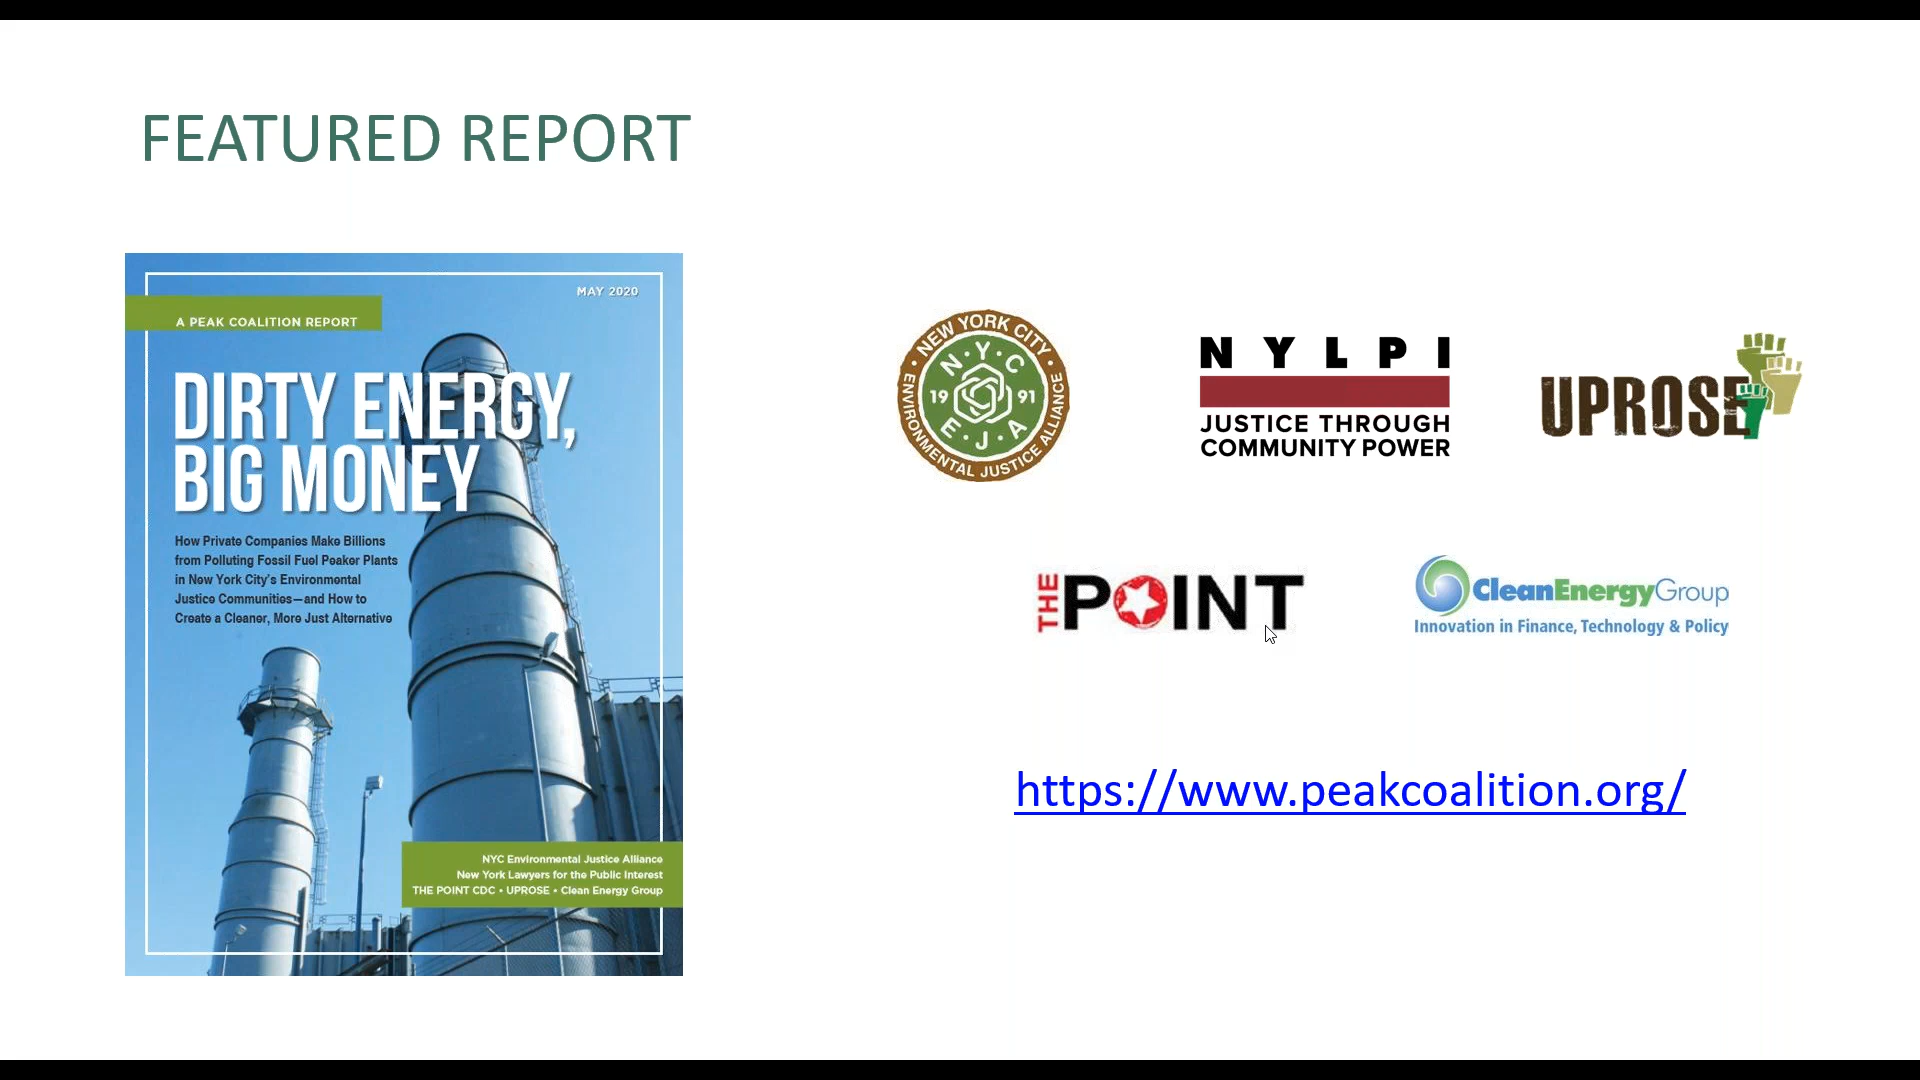 FEATURED REPORT
MAY 2020
A PEAK COALITION REPORT
DIRTY ENERGY,
BIG MONEY
How Private Companies Make Billions
from Polluting Fossil Fuel Peaker Plants
in New York City's Environmental
Justice Communities—and How to
Create a Cleaner, More Just Alternative
NYC Environmental Justice Alliance
New York Lawyers for the Public Interest
THE POINT CDC • UPROSE • Clean Energy Group
• NEW YORK CITY •
ENVIRONMENTAL JUSTICE ALLIANCE
N·Y·C
19 91
E·J·A
NYLPI
JUSTICE THROUGH
COMMUNITY POWER
UPROSE
THE POINT
CleanEnergyGroup
Innovation in Finance, Technology & Policy
https://www.peakcoalition.org/